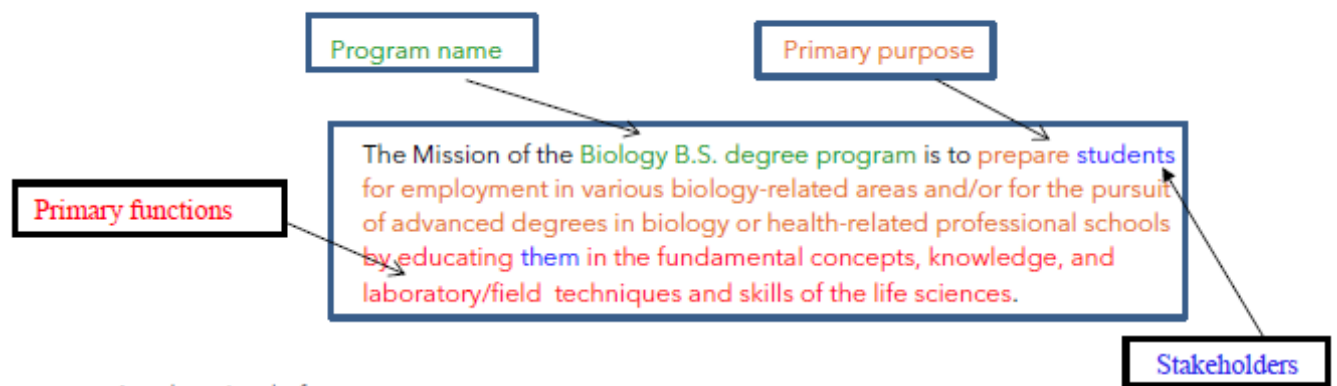 Program name
Primary purpose
The Mission of the Biology B.S. degree program is to prepare students
for employment in various biology-related areas and/or for the pursuit
of advanced degrees in biology or health-related professional schools
by educating them in the fundamental concepts, knowledge, and
laboratory/field techniques and skills of the life sciences.
Primary functions
Stakeholders